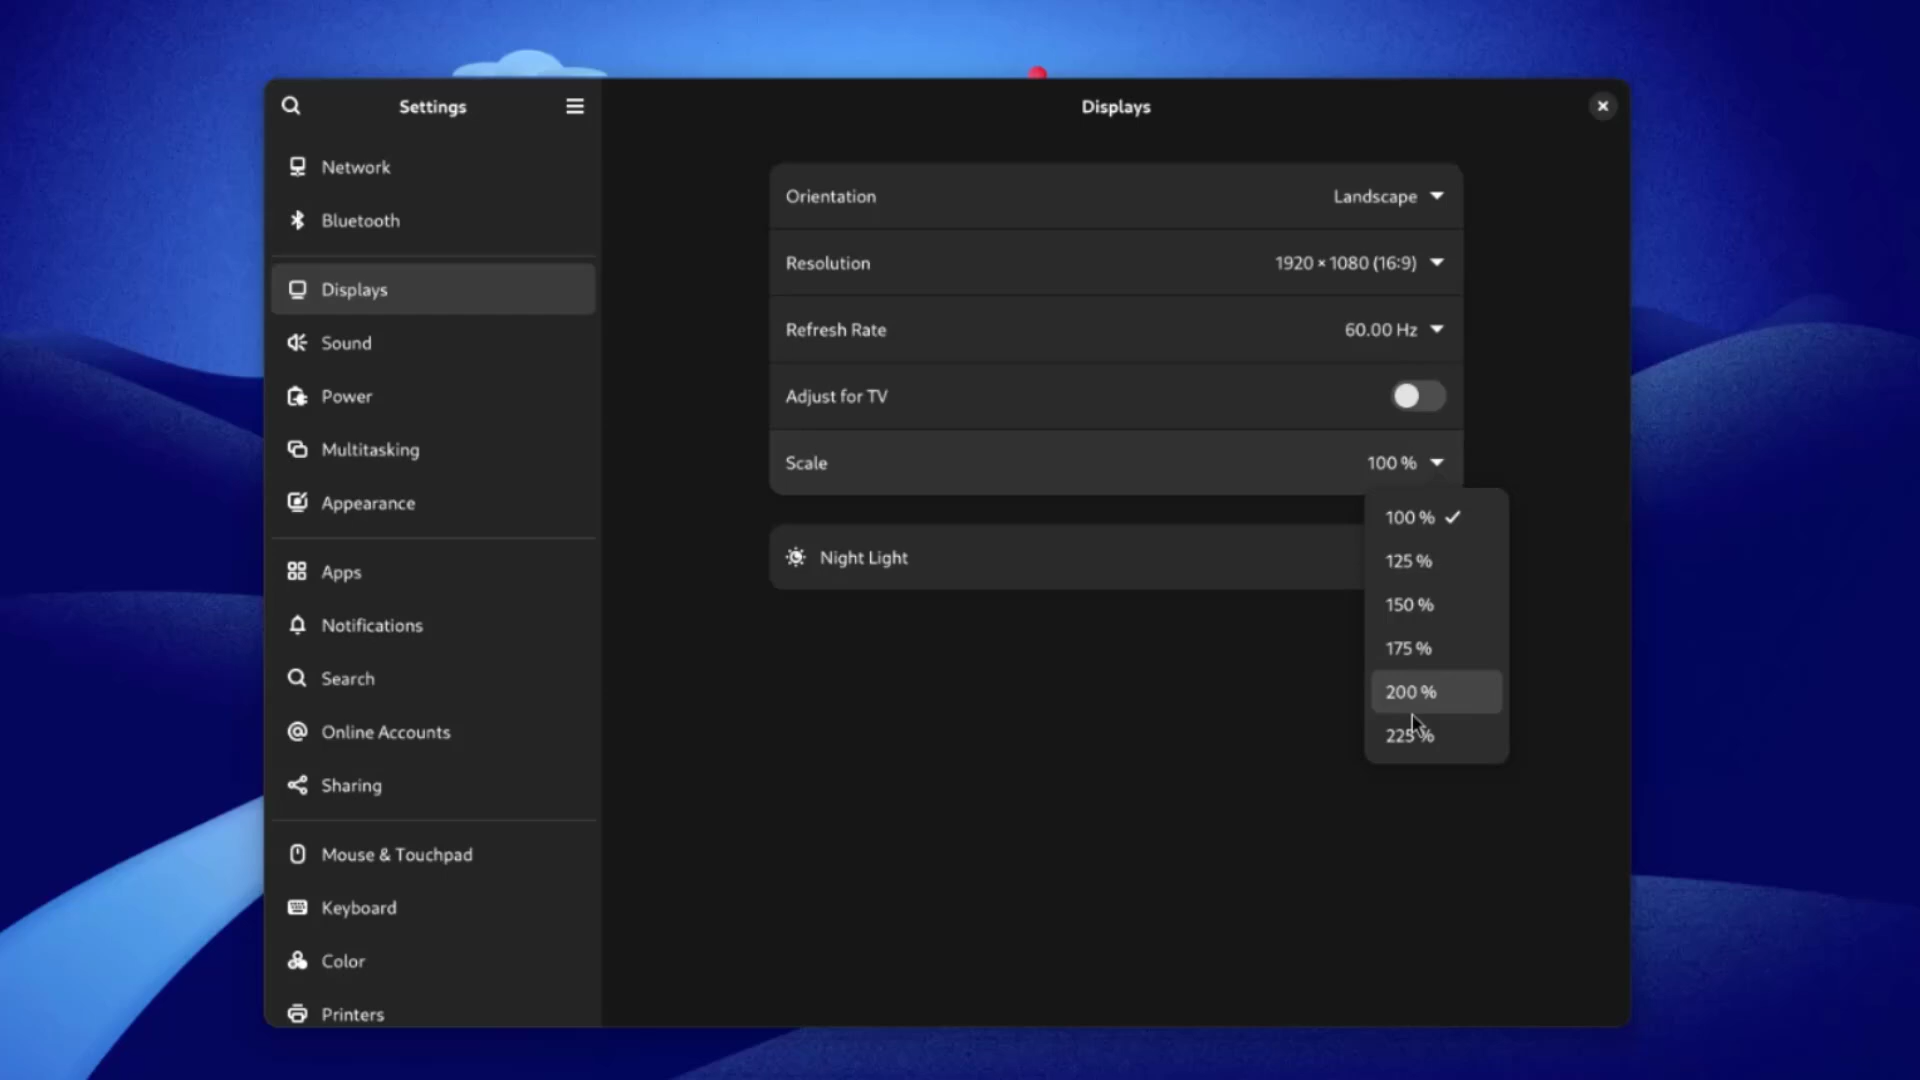 Settings
Network
Bluetooth
Displays
Sound
Power
Multitasking
Appearance
Apps
Notifications
Search
Online Accounts
Sharing
Mouse & Touchpad
Keyboard
Color
Printers
Displays
Orientation Landscape
Resolution 1920 × 1080 (16:9)
Refresh Rate 60.00 Hz
Adjust for TV
Scale 100 %
Night Light
100 %
125 %
150 %
175 %
200 %
225 %